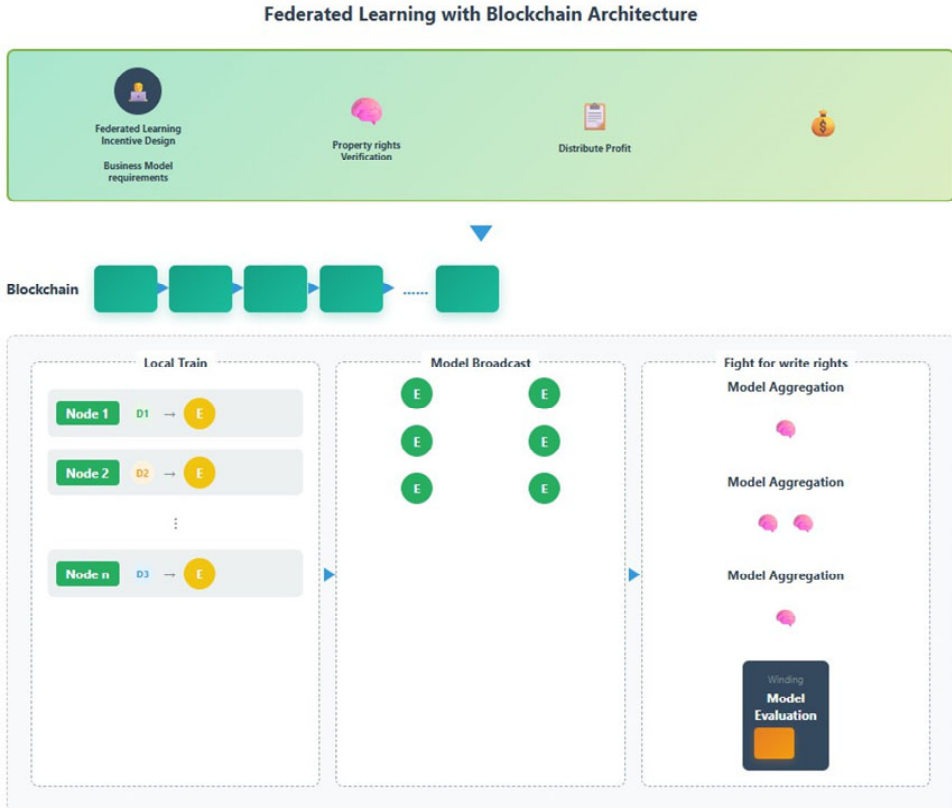 Federated Learning with Blockchain Architecture
Federated Learning
Incentive Design
Business Model
requirements
Property rights
Verification
Distribute Profit
$
Blockchain
......
Local Train
Node 1 D1 → E
Node 2 D2 → E
⋮
Node n D3 → E
Model Broadcast
E E
E E
E E
Fight for write rights
Model Aggregation
Model Aggregation
Model Aggregation
Winding
Model
Evaluation